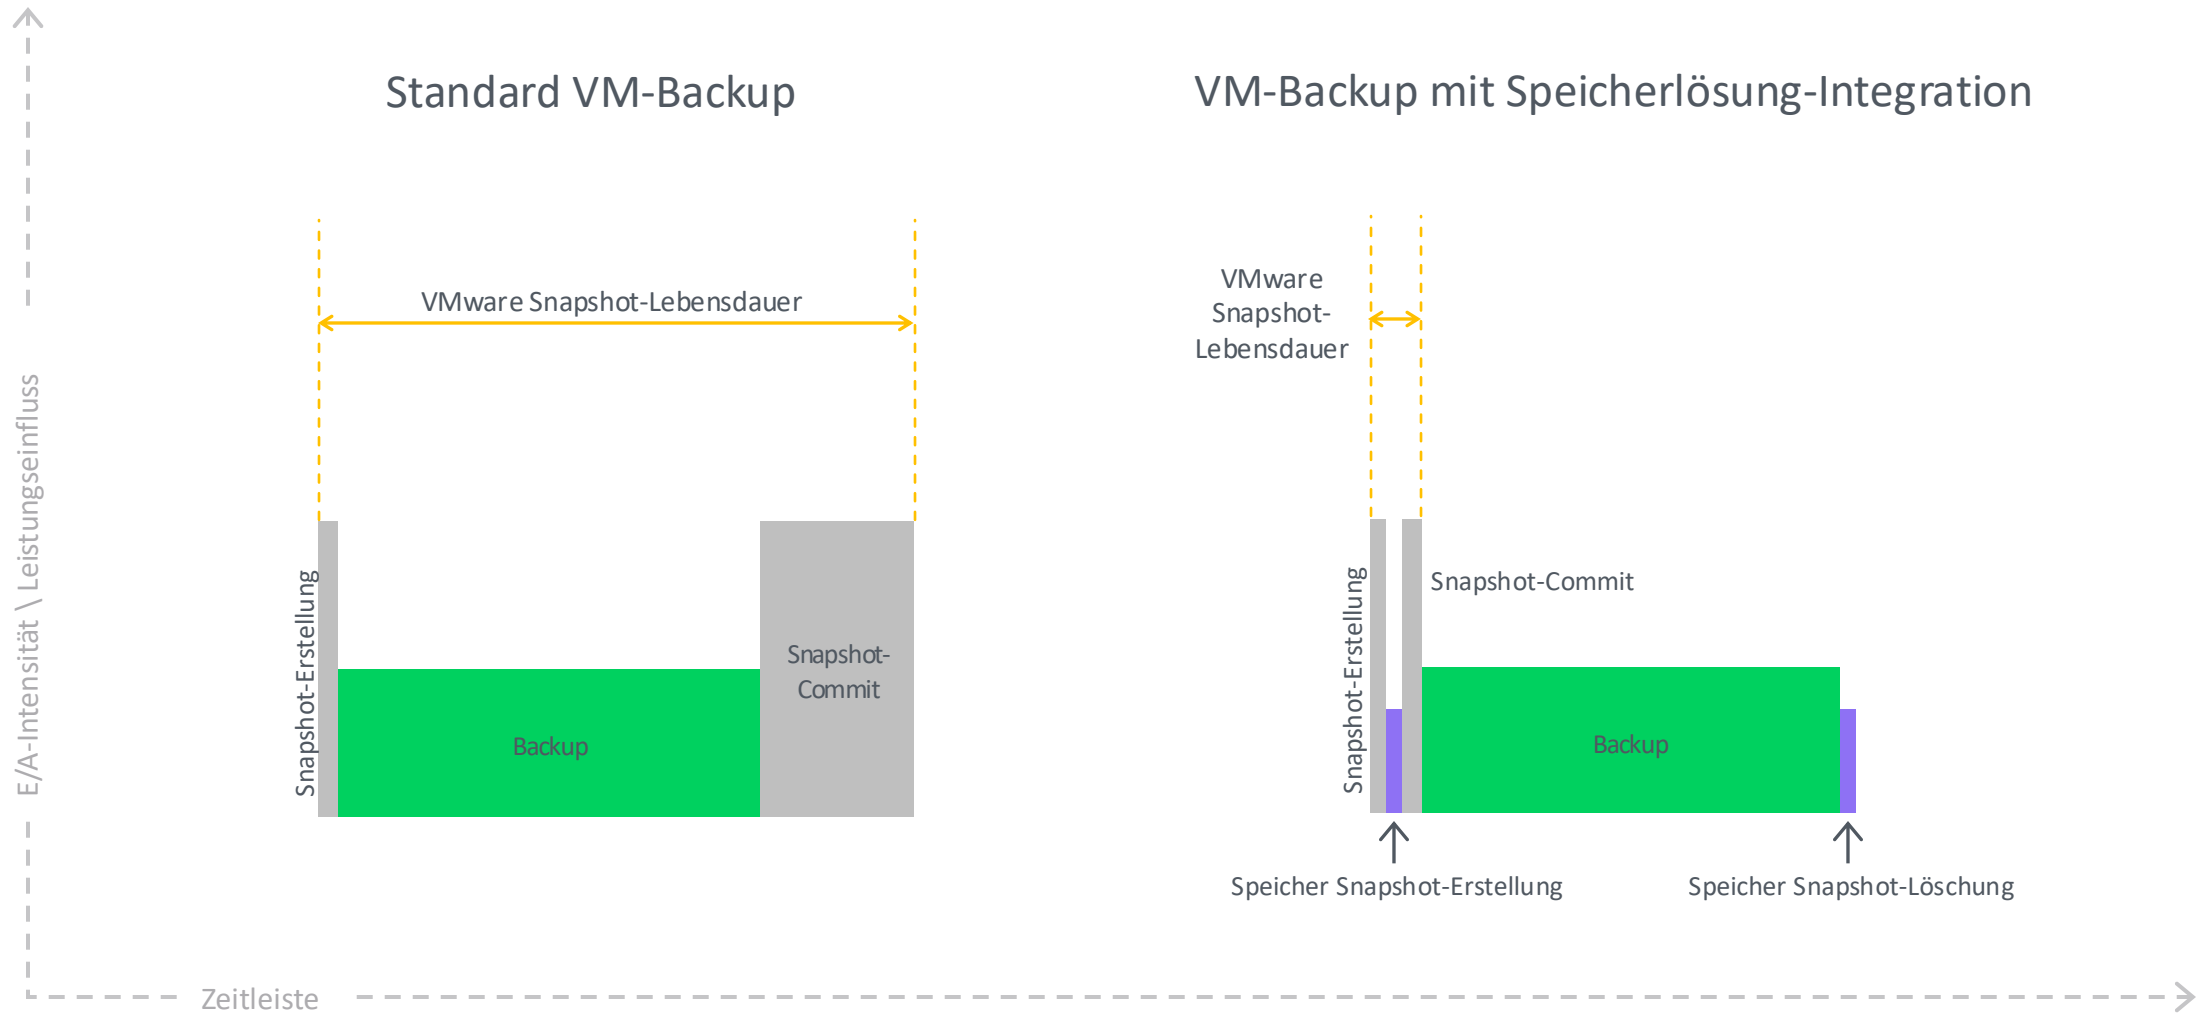 Standard VM-Backup
VM-Backup mit Speicherlösung-Integration
E/A-Intensität \ Leistungseinfluss
VMware Snapshot-Lebensdauer
Snapshot-Erstellung
Backup
Snapshot-
Commit
VMware
Snapshot-
Lebensdauer
Snapshot-Erstellung
Snapshot-Commit
Backup
Speicher Snapshot-Erstellung
Speicher Snapshot-Löschung
Zeitleiste